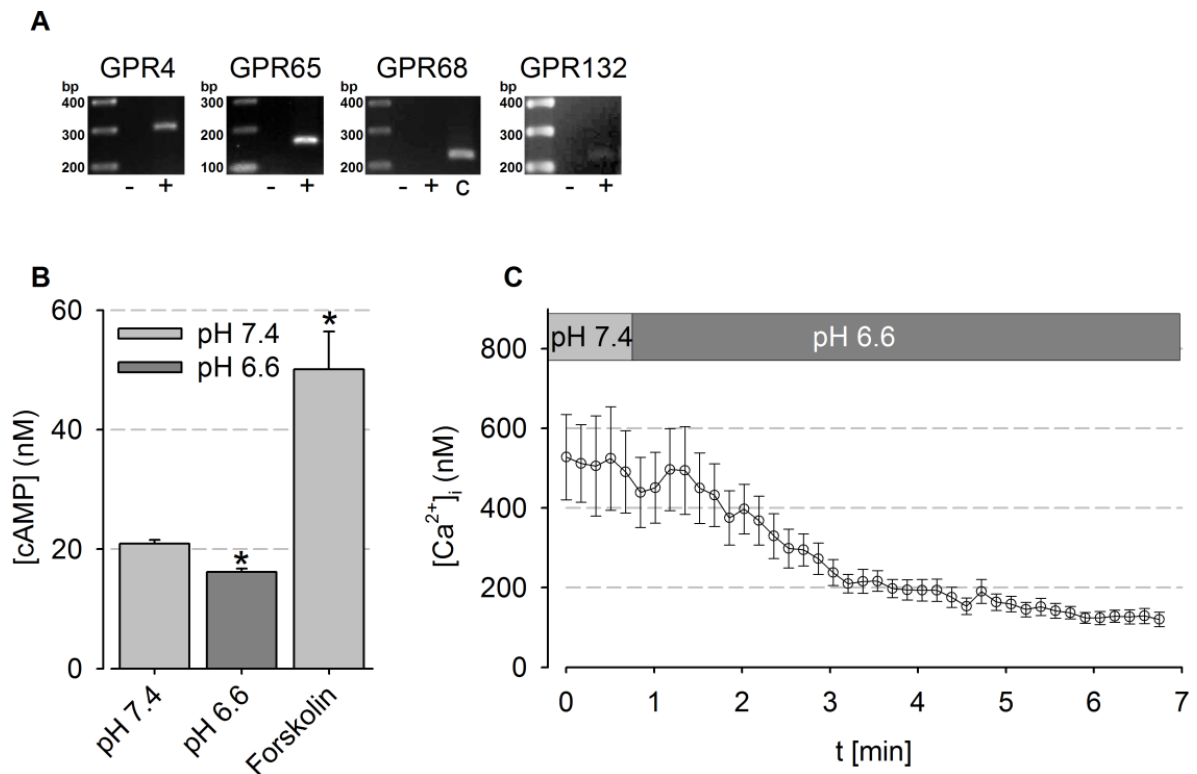 A
GPR4 GPR65 GPR68 GPR132
bp bp bp bp
400 300 400 400
300 200 300 300
200 100 200 200
- + - + - + C - +
B
[cAMP] (nM)
60
40
20
0
pH 7.4
pH 6.6
*
*
pH 7.4 pH 6.6 Forskolin
C
pH 7.4 pH 6.6
[Ca²⁺]ᵢ (nM)
800
600
400
200
0
0 1 2 3 4 5 6 7
t [min]